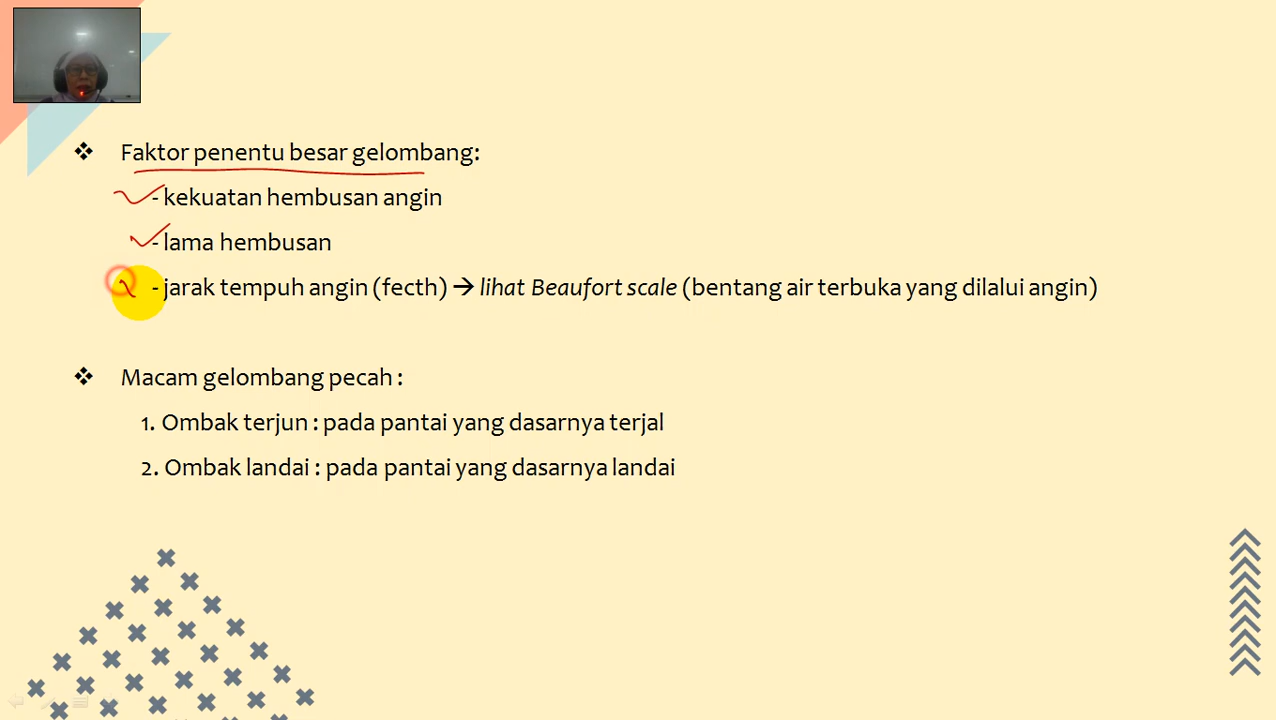 ❖ Faktor penentu besar gelombang:
- kekuatan hembusan angin
- lama hembusan
- jarak tempuh angin (fecth) → lihat Beaufort scale (bentang air terbuka yang dilalui angin)
❖ Macam gelombang pecah :
1. Ombak terjun : pada pantai yang dasarnya terjal
2. Ombak landai : pada pantai yang dasarnya landai